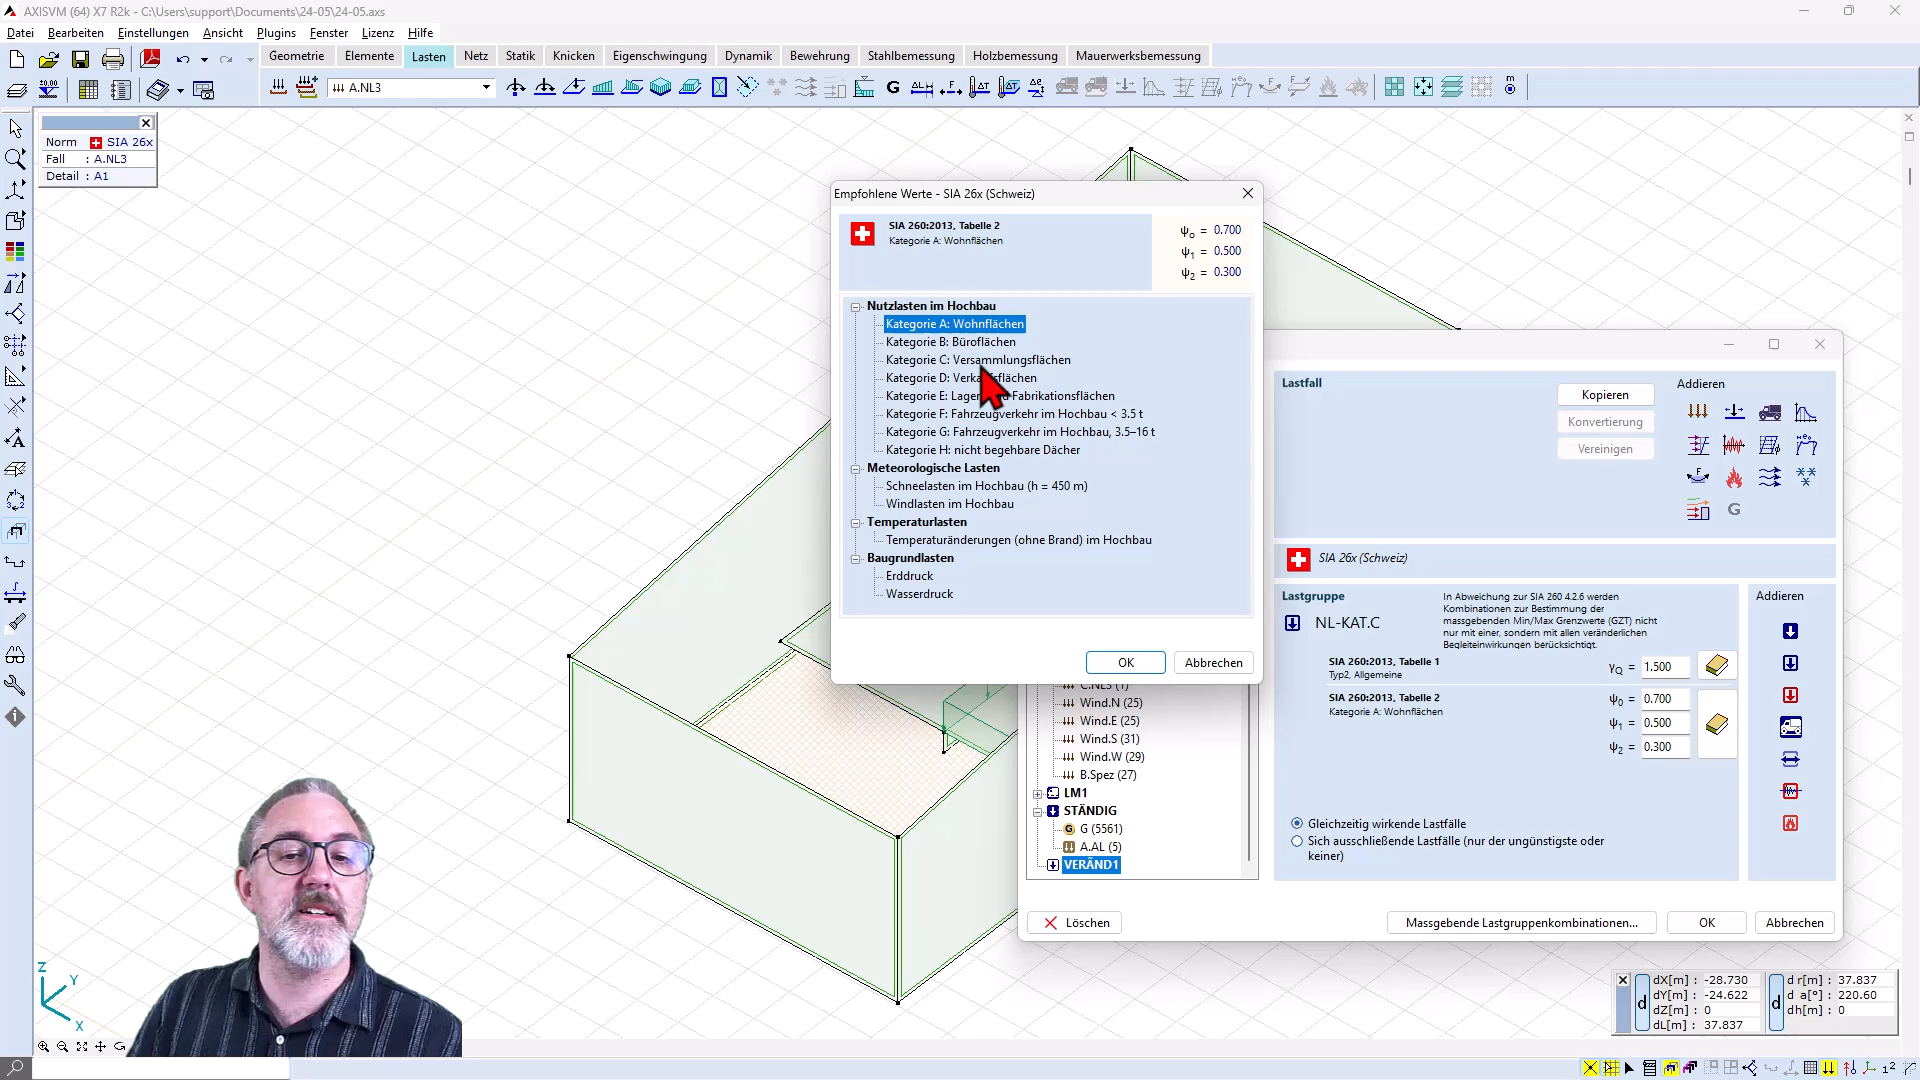 AXISVM (64) X7 R2k - C:\Users\support\Documents\24-05\24-05.axs
Datei Bearbeiten Einstellungen Ansicht Plugins Fenster Lizenz Hilfe
Geometrie Elemente Lasten Netz Statik Knicken Eigenschwingung Dynamik Bewehrung Stahlbemessung Holzbemessung Mauerwerksbemessung
A.NL3
Norm SIA 26x
Fall : A.NL3
Detail : A1
Empfohlene Werte - SIA 26x (Schweiz)
SIA 260:2013, Tabelle 2
Kategorie A: Wohnflächen
ψ0 = 0.700
ψ1 = 0.500
ψ2 = 0.300
Nutzlasten im Hochbau
Kategorie A: Wohnflächen
Kategorie B: Büroflächen
Kategorie C: Versammlungsflächen
Kategorie D: Verkaufsflächen
Kategorie E: Lager- und Fabrikationsflächen
Kategorie F: Fahrzeugverkehr im Hochbau < 3.5 t
Kategorie G: Fahrzeugverkehr im Hochbau, 3.5–16 t
Kategorie H: nicht begehbare Dächer
Meteorologische Lasten
Schneelasten im Hochbau (h = 450 m)
Windlasten im Hochbau
Temperaturlasten
Temperaturänderungen (ohne Brand) im Hochbau
Baugrundlasten
Erddruck
Wasserdruck
OK Abbrechen
Lastfall
Kopieren
Konvertierung
Vereinigen
Addieren
G
SIA 26x (Schweiz)
Lastgruppe
NL-KAT.C
In Abweichung zur SIA 260 4.2.6 werden
Kombinationen zur Bestimmung der
massgebenden Min/Max Grenzwerte (GZT) nicht
nur mit einer, sondern mit allen veränderlichen
Begleiteinwirkungen berücksichtigt.
Addieren
SIA 260:2013, Tabelle 1
Typ2, Allgemeine
γQ = 1.500
SIA 260:2013, Tabelle 2
Kategorie A: Wohnflächen
ψ0 = 0.700
ψ1 = 0.500
ψ2 = 0.300
Gleichzeitig wirkende Lastfälle
Sich ausschließende Lastfälle (nur der ungünstigste oder
keiner)
Wind.N (25)
Wind.E (25)
Wind.S (31)
Wind.W (29)
B.Spez (27)
LM1
STÄNDIG
G (5561)
A.AL (5)
VERÄND1
Löschen Massgebende Lastgruppenkombinationen... OK Abbrechen
Z
Y
X
dX[m] : -28.730
dY[m] : -24.622
dZ[m] : 0
dL[m] : 37.837
d r[m] : 37.837
d a[°] : 220.60
dh[m] : 0